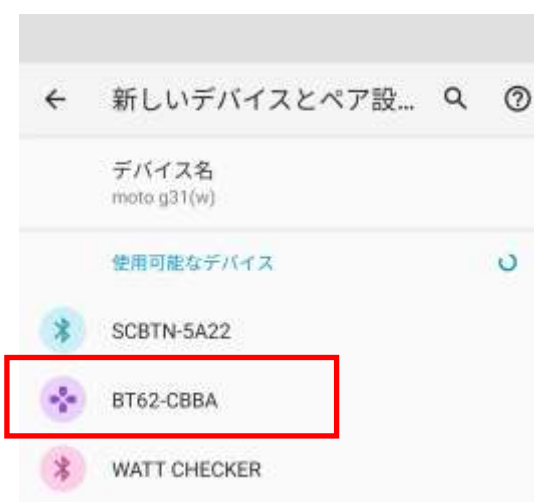 新しいデバイスとペア設...
デバイス名
moto g31(w)
使用可能なデバイス
SCBTN-5A22
BT62-CBBA
WATT CHECKER